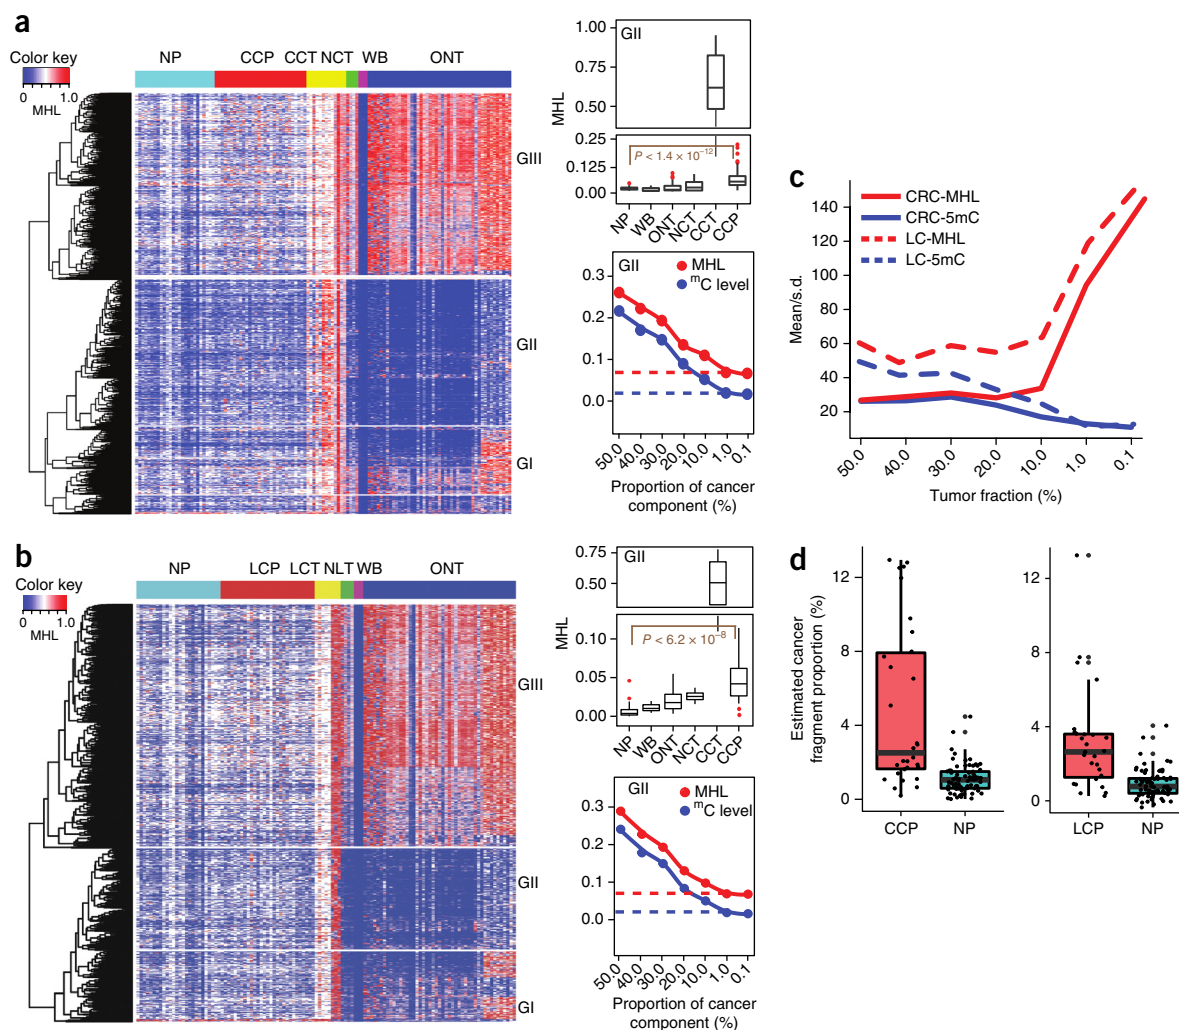 a
Color key
0 1.0
MHL
NP CCP CCT NCT WB ONT
GIII
GII
GI
GII
MHL
1.00
0.75
0.50
0.25
0.125
0.00
P < 1.4 × 10−12
NP WB ONT NCT CCT CCP
GII
MHL
mC level
0.3
0.2
0.1
0.0
50.0 40.0 30.0 20.0 10.0 1.0 0.1
Proportion of cancer
component (%)
c
CRC-MHL
CRC-5mC
LC-MHL
LC-5mC
Mean/s.d.
140
120
100
80
60
40
20
50.0 40.0 30.0 20.0 10.0 1.0 0.1
Tumor fraction (%)
b
Color key
0 1.0
MHL
NP LCP LCT NLT WB ONT
GIII
GII
GI
GII
MHL
0.75
0.50
0.10
0.05
0.00
P < 6.2 × 10−8
NP WB ONT NCT CCT CCP
GII
MHL
mC level
0.3
0.2
0.1
0.0
50.0 40.0 30.0 20.0 10.0 1.0 0.1
Proportion of cancer
component (%)
d
Estimated cancer
fragment proportion (%)
12
8
4
0
CCP NP
12
8
4
0
LCP NP